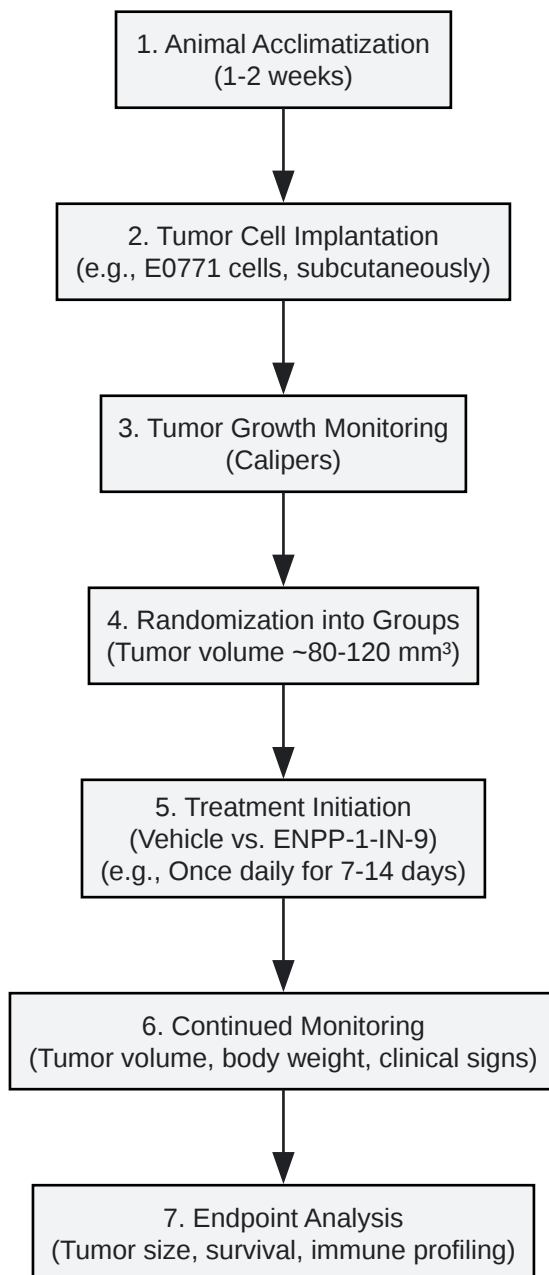 1. Animal Acclimatization
(1-2 weeks)
2. Tumor Cell Implantation
(e.g., E0771 cells, subcutaneously)
3. Tumor Growth Monitoring
(Calipers)
4. Randomization into Groups
(Tumor volume ~80-120 mm³)
5. Treatment Initiation
(Vehicle vs. ENPP-1-IN-9)
(e.g., Once daily for 7-14 days)
6. Continued Monitoring
(Tumor volume, body weight, clinical signs)
7. Endpoint Analysis
(Tumor size, survival, immune profiling)